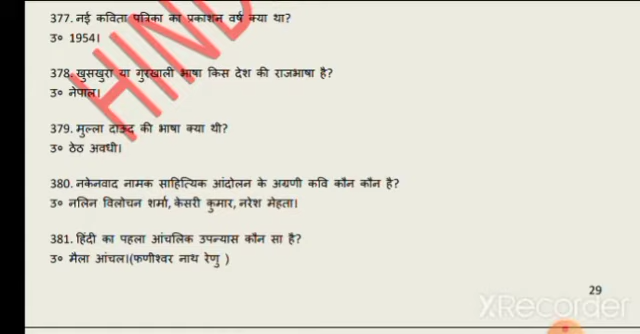 377. नई कविता पत्रिका का प्रकाशन वर्ष क्या था?
उ० 1954।
378. खुसखुरा या गुरखाली भाषा किस देश की राजभाषा है?
उ० नेपाल।
379. मुल्ला दाऊद की भाषा क्या थी?
उ० ठेठ अवधी।
380. नकेनवाद नामक साहित्यिक आंदोलन के अग्रणी कवि कौन कौन है?
उ० नलिन विलोचन शर्मा, केसरी कुमार, नरेश मेहता।
381. हिंदी का पहला आंचलिक उपन्यास कौन सा है?
उ० मैला आंचल।(फणीश्वर नाथ रेणु )
29
XRecorder
HIND